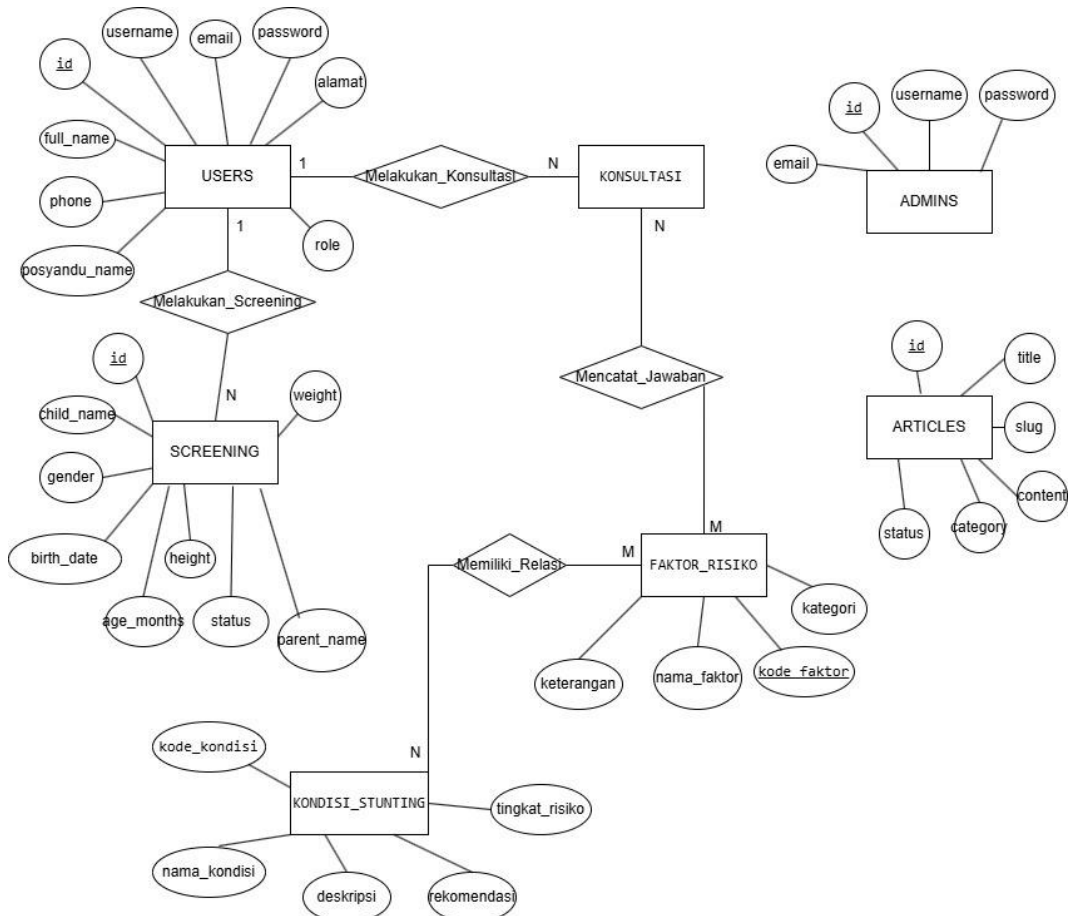 username
email
password
id
alamat
full_name
USERS
phone
posyandu_name
role
1
Melakukan_Konsultasi
N
KONSULTASI
id
username
password
email
ADMINS
1
Melakukan_Screening
N
N
id
child_name
weight
SCREENING
gender
birth_date
height
age_months
status
parent_name
Mencatat_Jawaban
M
id
title
ARTICLES
slug
content
status
category
Memiliki_Relasi
M
FAKTOR_RISIKO
kategori
keterangan
nama_faktor
kode_faktor
N
kode_kondisi
KONDISI_STUNTING
tingkat_risiko
nama_kondisi
deskripsi
rekomendasi